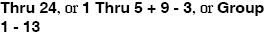 Thru 24, or 1 Thru 5 + 9 - 3, or Group
1 - 13